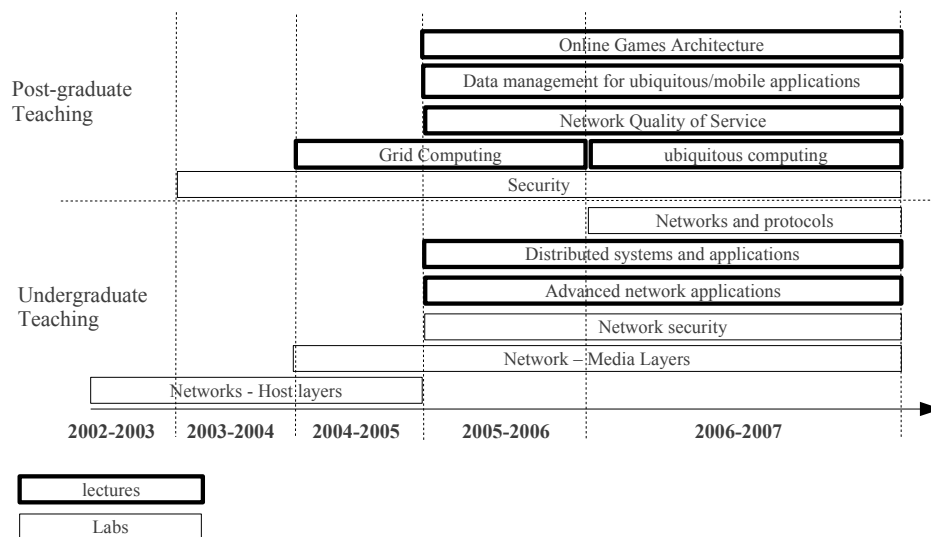 Online Games Architecture
Data management for ubiquitous/mobile applications
Post-graduate
Teaching
Network Quality of Service
Grid Computing
ubiquitous computing
Security
Networks and protocols
Distributed systems and applications
Undergraduate
Teaching
Advanced network applications
Network security
Network – Media Layers
Networks - Host layers
2002-2003
2003-2004
2004-2005
2005-2006
2006-2007
lectures
Labs